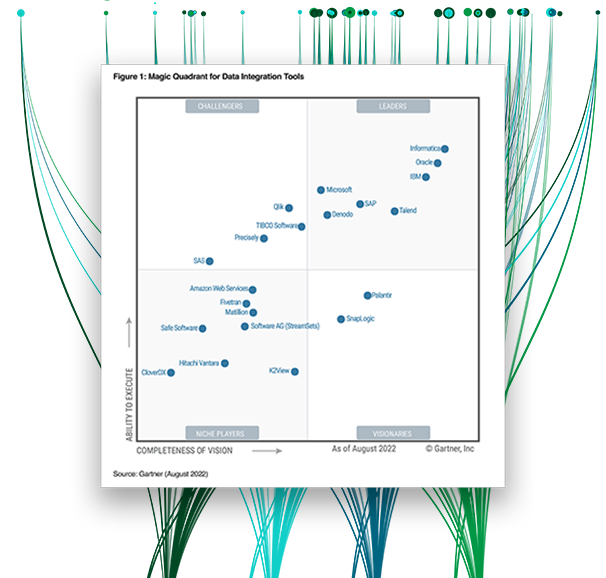 Figure 1: Magic Quadrant for Data Integration Tools
CHALLENGERS
LEADERS
Informatica
Oracle
IBM
Microsoft
SAP
Qlik
Denodo
Talend
TIBCO Software
Precisely
SAS
Amazon Web Services
Palantir
Fivetran
Matillion
SnapLogic
Safe Software
Software AG (StreamSets)
Hitachi Vantara
K2View
CloverDX
NICHE PLAYERS
VISIONARIES
ABILITY TO EXECUTE
COMPLETENESS OF VISION
As of August 2022
© Gartner, Inc
Source: Gartner (August 2022)